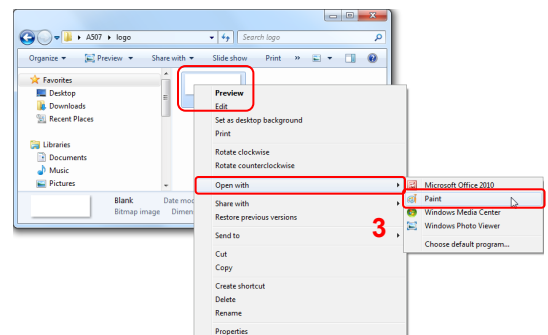 A507 ▸ logo
Search logo
Organize Preview Share with Slide show Print »
Favorites
Desktop
Downloads
Recent Places
Libraries
Documents
Music
Pictures
Blank Date mod
Bitmap image Dimen
Preview
Edit
Set as desktop background
Print
Rotate clockwise
Rotate counterclockwise
Open with
Share with
Restore previous versions
Send to
Cut
Copy
Create shortcut
Delete
Rename
Properties
3
Microsoft Office 2010
Paint
Windows Media Center
Windows Photo Viewer
Choose default program...